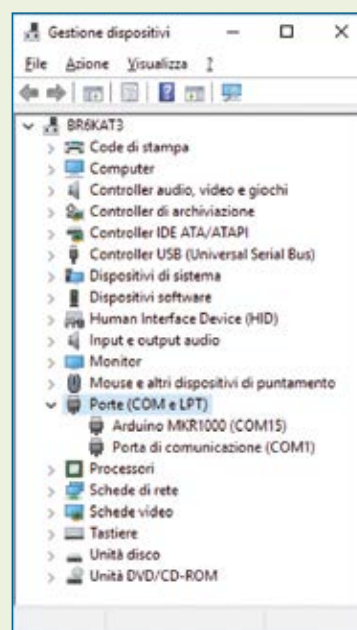 Gestione dispositivi
File Azione Visualizza ?
BR6KAT3
Code di stampa
Computer
Controller audio, video e giochi
Controller di archiviazione
Controller IDE ATA/ATAPI
Controller USB (Universal Serial Bus)
Dispositivi di sistema
Dispositivi software
Human Interface Device (HID)
Input e output audio
Monitor
Mouse e altri dispositivi di puntamento
Porte (COM e LPT)
Arduino MKR1000 (COM15)
Porta di comunicazione (COM1)
Processori
Schede di rete
Schede video
Tastiere
Unità disco
Unità DVD/CD-ROM